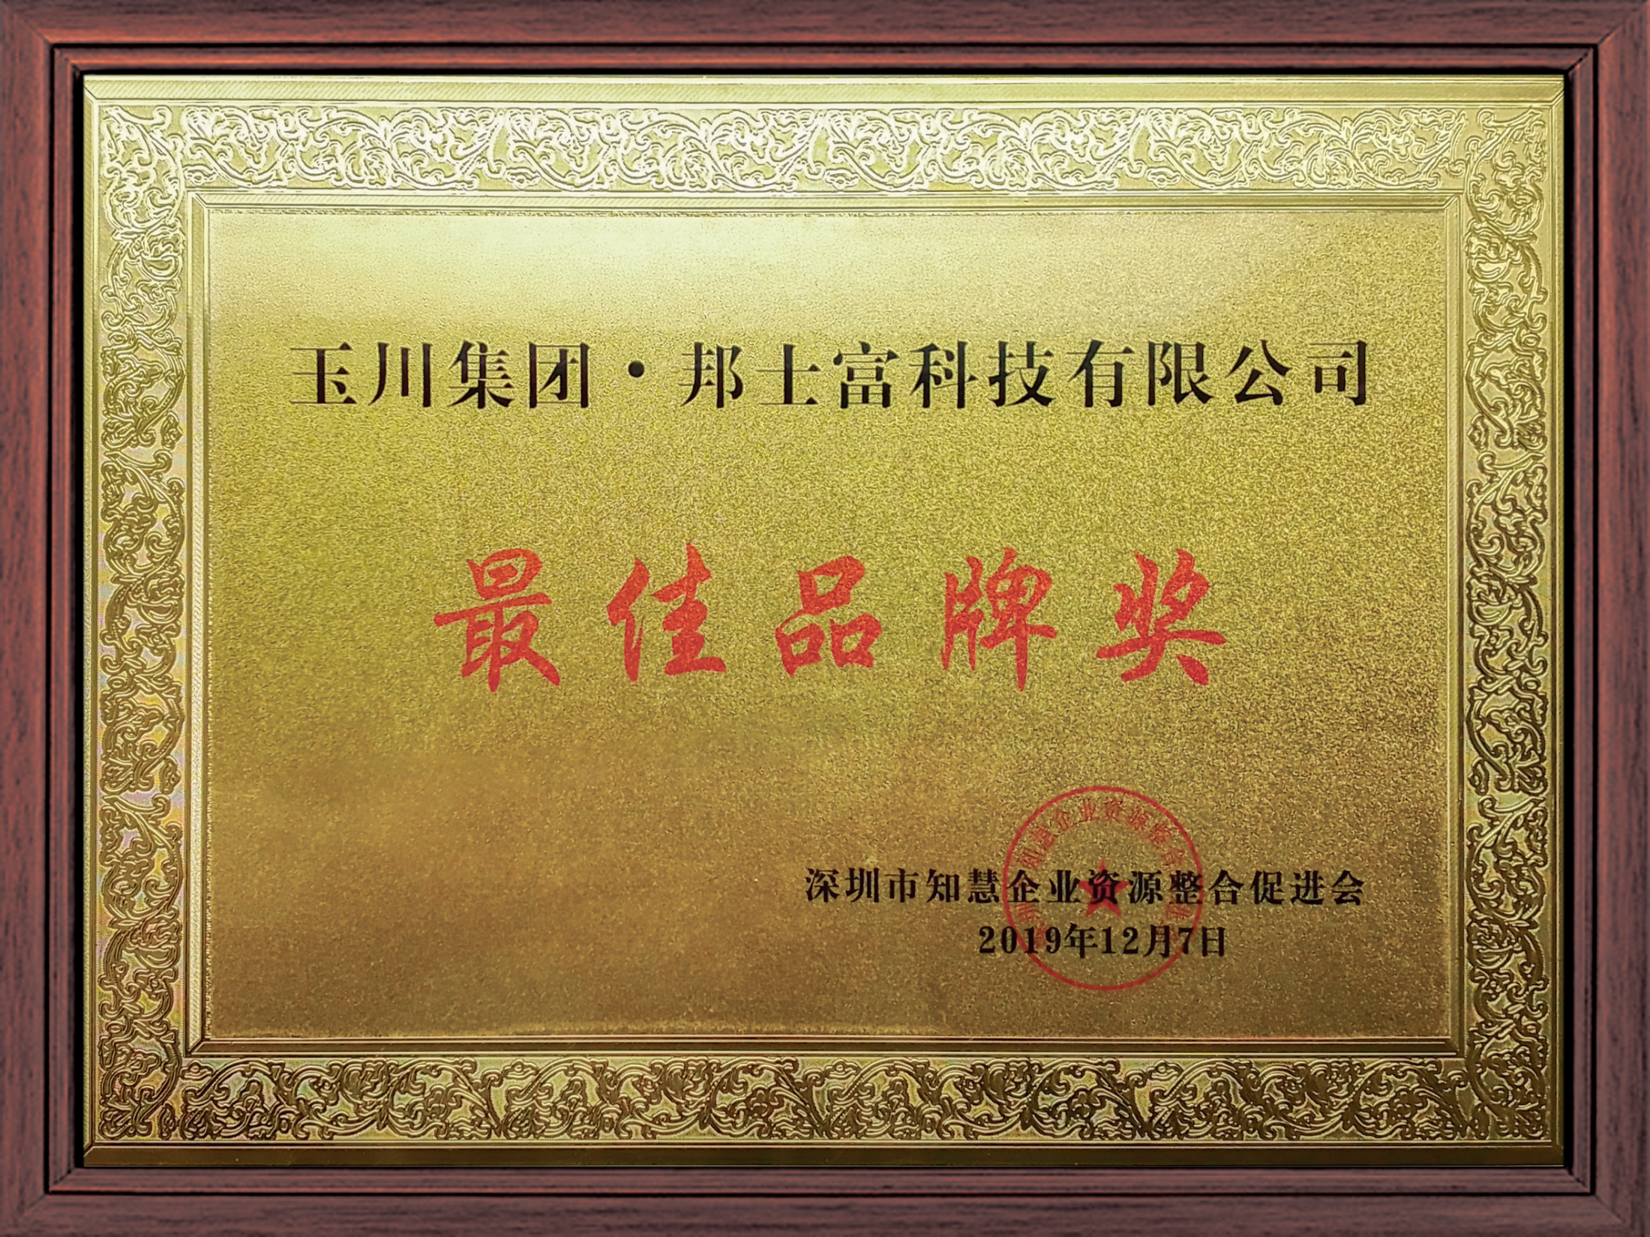 玉川集团·邦士富科技有限公司
最佳品牌奖
深圳市知慧企业资源整合促进会
2019年12月7日